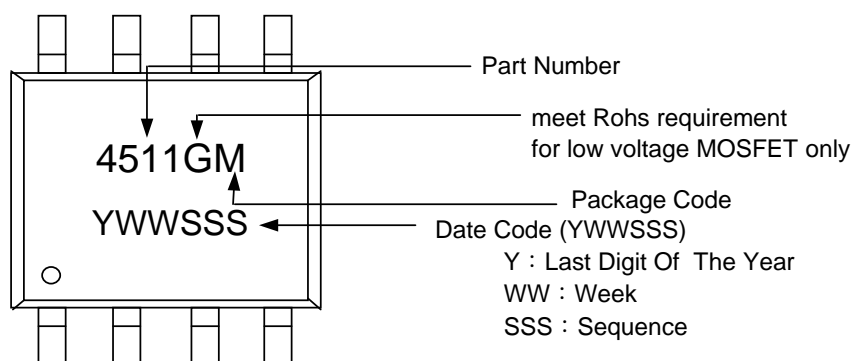 Part Number
meet Rohs requirement
for low voltage MOSFET only
4511GM
Package Code
YWWSSS
Date Code (YWWSSS)
Y：Last Digit Of The Year
WW：Week
SSS：Sequence